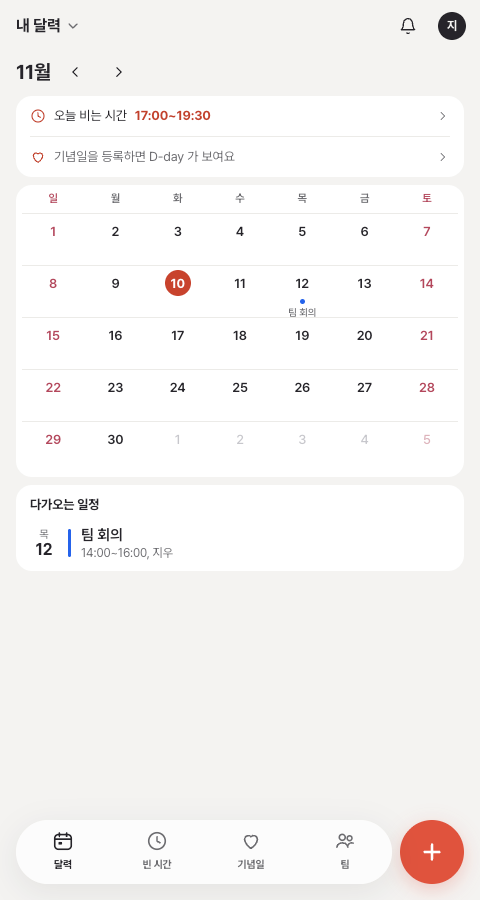 내 달력
지
11월
오늘 비는 시간 17:00~19:30
기념일을 등록하면 D-day 가 보여요
일 월 화 수 목 금 토
1 2 3 4 5 6 7
8 9 10 11 12 13 14
팀 회의
15 16 17 18 19 20 21
22 23 24 25 26 27 28
29 30 1 2 3 4 5
다가오는 일정
목
12
팀 회의
14:00~16:00, 지우
달력 빈 시간 기념일 팀